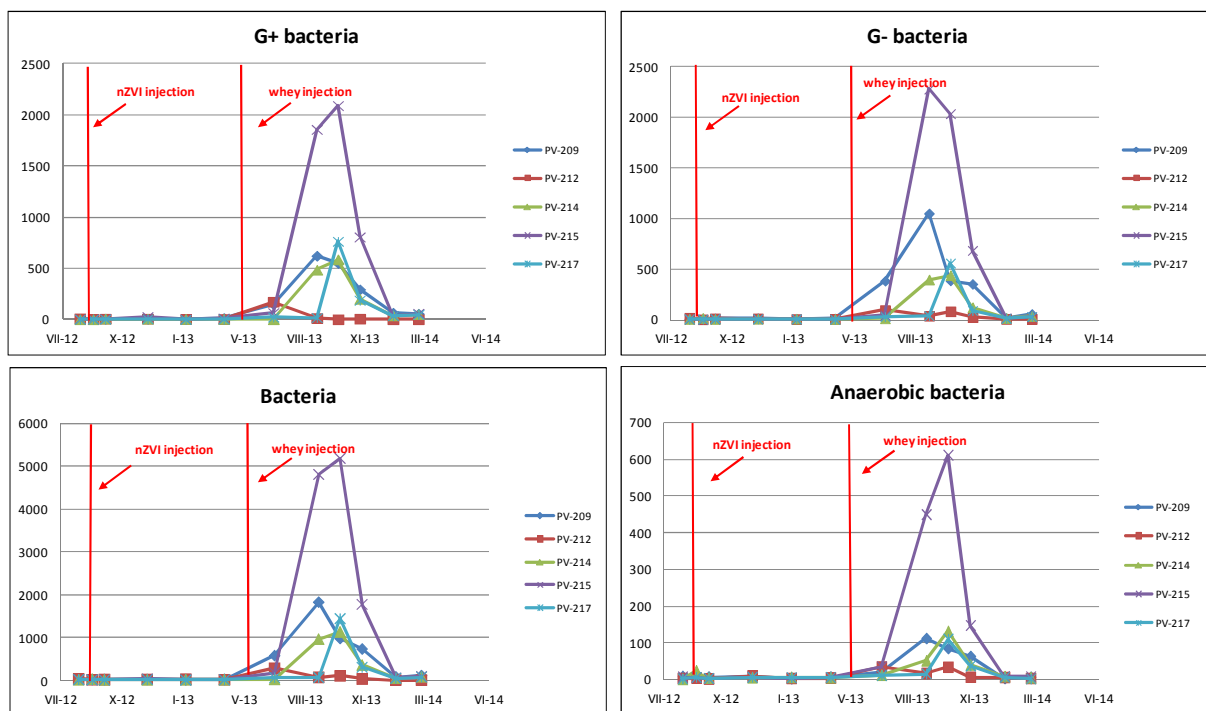 G+ bacteria
2500
2000
1500
1000
500
0
nZVI injection
whey injection
VII-12 X-12 I-13 V-13 VIII-13 XI-13 III-14 VI-14
PV-209
PV-212
PV-214
PV-215
PV-217
G- bacteria
2500
2000
1500
1000
500
0
nZVI injection
whey injection
VII-12 X-12 I-13 V-13 VIII-13 XI-13 III-14 VI-14
PV-209
PV-212
PV-214
PV-215
PV-217
Bacteria
6000
5000
4000
3000
2000
1000
0
nZVI injection
whey injection
VII-12 X-12 I-13 V-13 VIII-13 XI-13 III-14 VI-14
PV-209
PV-212
PV-214
PV-215
PV-217
Anaerobic bacteria
700
600
500
400
300
200
100
0
nZVI injection
whey injection
VII-12 X-12 I-13 V-13 VIII-13 XI-13 III-14 VI-14
PV-209
PV-212
PV-214
PV-215
PV-217